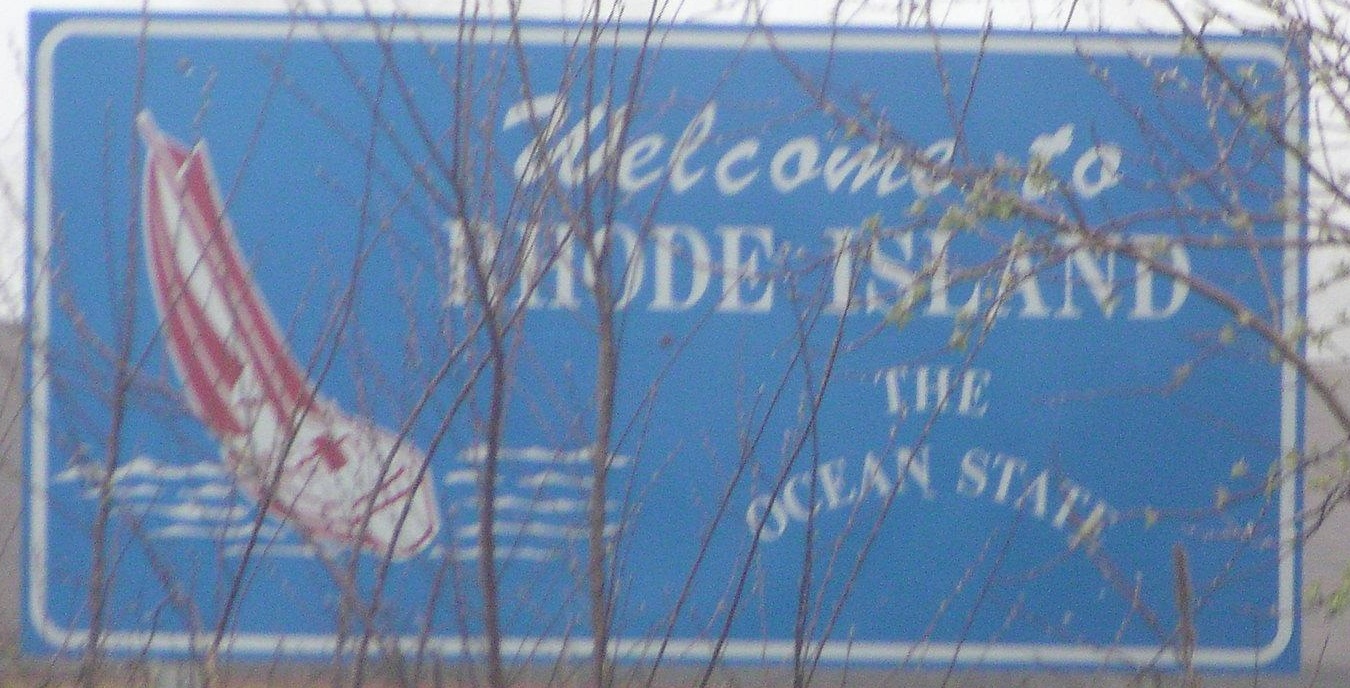 Welcome to
RHODE ISLAND
THE
OCEAN STATE